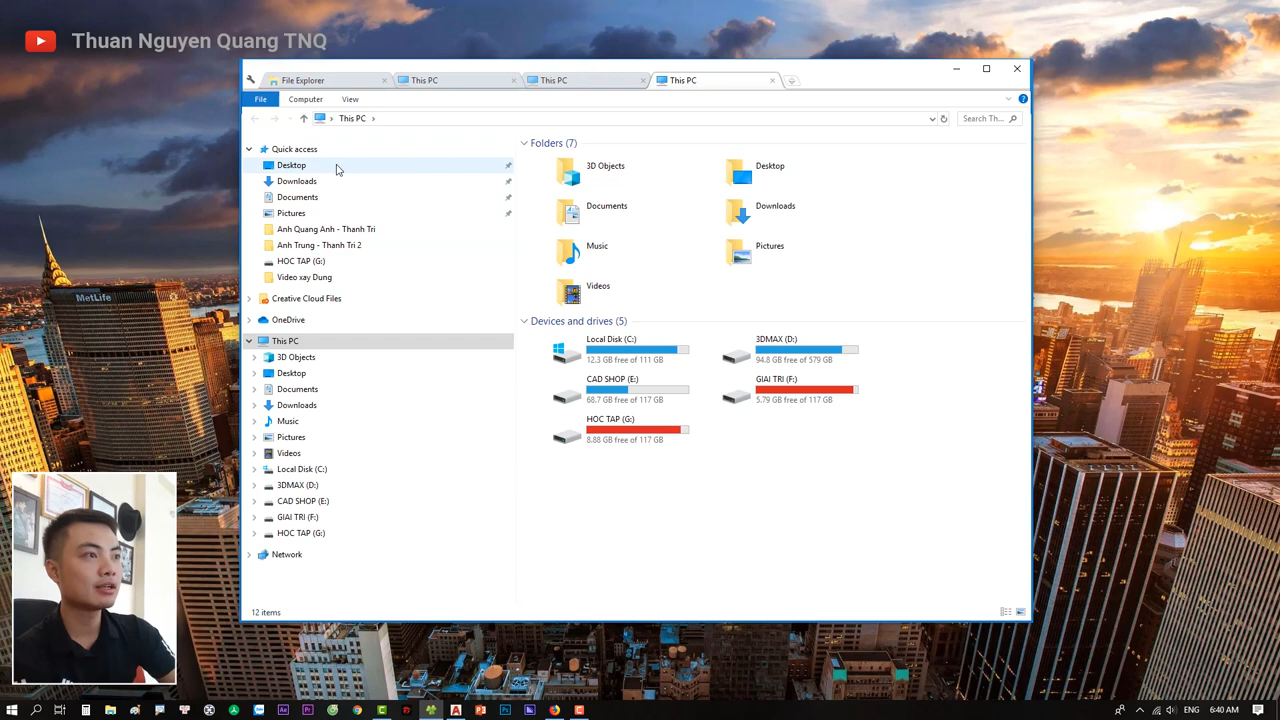 Thuan Nguyen Quang TNQ
File Explorer
This PC
This PC
This PC
File
Computer
View
This PC
Search Th...
Quick access
Desktop
Downloads
Documents
Pictures
Anh Quang Anh - Thanh Tri
Anh Trung - Thanh Tri 2
HOC TAP (G:)
Video xay Dung
Creative Cloud Files
OneDrive
This PC
3D Objects
Desktop
Documents
Downloads
Music
Pictures
Videos
Local Disk (C:)
3DMAX (D:)
CAD SHOP (E:)
GIAI TRI (F:)
HOC TAP (G:)
Network
12 items
Folders (7)
3D Objects
Desktop
Documents
Downloads
Music
Pictures
Videos
Devices and drives (5)
Local Disk (C:)
12.3 GB free of 111 GB
3DMAX (D:)
94.8 GB free of 579 GB
CAD SHOP (E:)
68.7 GB free of 117 GB
GIAI TRI (F:)
5.79 GB free of 117 GB
HOC TAP (G:)
8.88 GB free of 117 GB
MetLife
ENG
6:40 AM